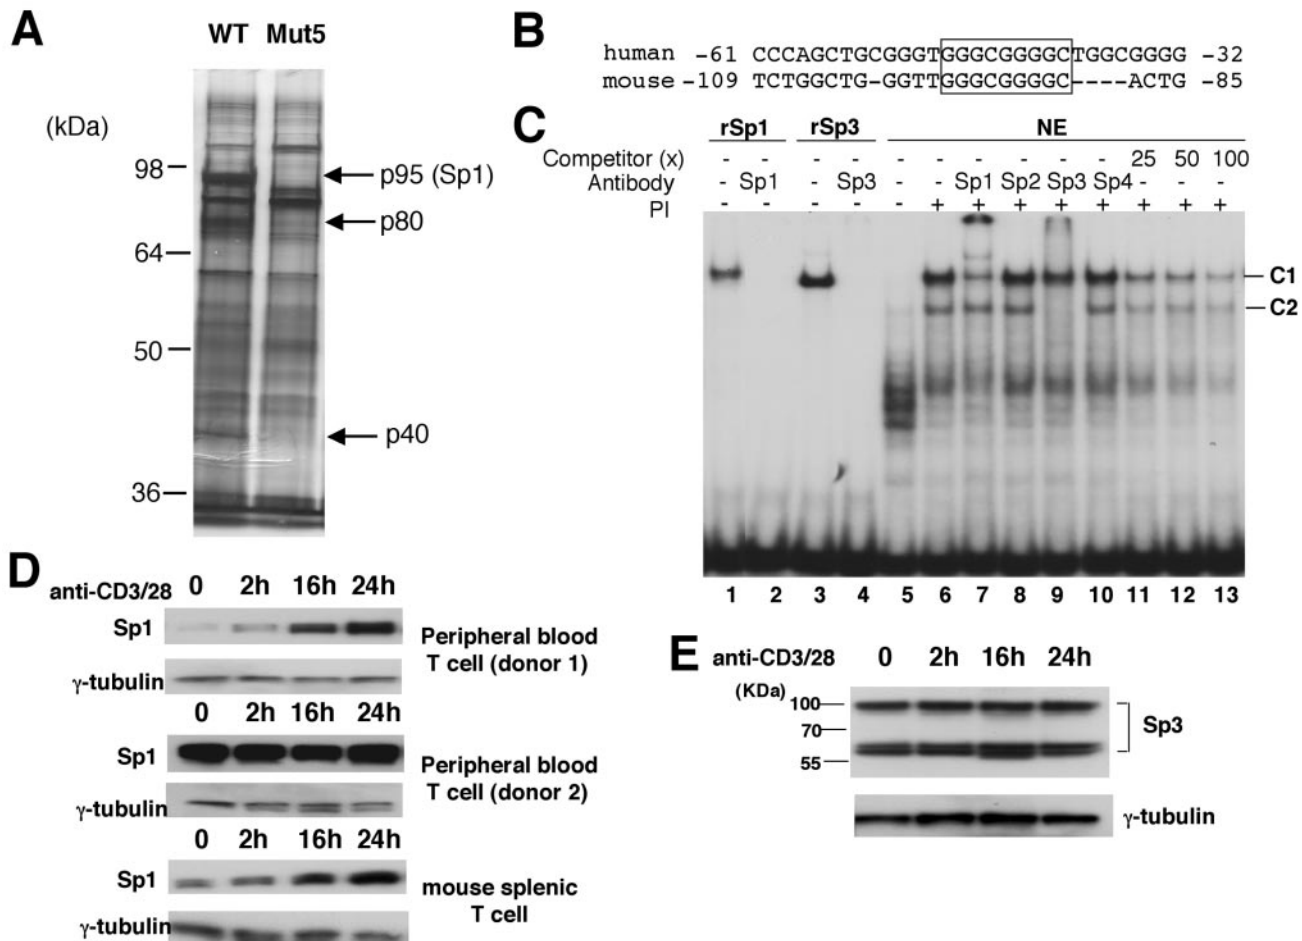 A
WT Mut5
(kDa)
98
p95 (Sp1)
p80
64
50
p40
36
B
human -61 CCCAGCTGCGGGTGGGCGGGGCTGGCGGGG -32
mouse -109 TCTGGCTG-GGTTGGGCGGGGC----ACTG -85
C
rSp1 rSp3 NE
Competitor (x) - - - - - - - - - - 25 50 100
Antibody - Sp1 - Sp3 - - Sp1 Sp2 Sp3 Sp4 - - -
PI - - - - - + + + + + + + +
C1
C2
1 2 3 4 5 6 7 8 9 10 11 12 13
D
anti-CD3/28 0 2h 16h 24h
Sp1
Peripheral blood
T cell (donor 1)
γ-tubulin
0 2h 16h 24h
Sp1
Peripheral blood
T cell (donor 2)
γ-tubulin
0 2h 16h 24h
Sp1
mouse splenic
T cell
γ-tubulin
E
anti-CD3/28 0 2h 16h 24h
(KDa)
100
70
Sp3
55
γ-tubulin